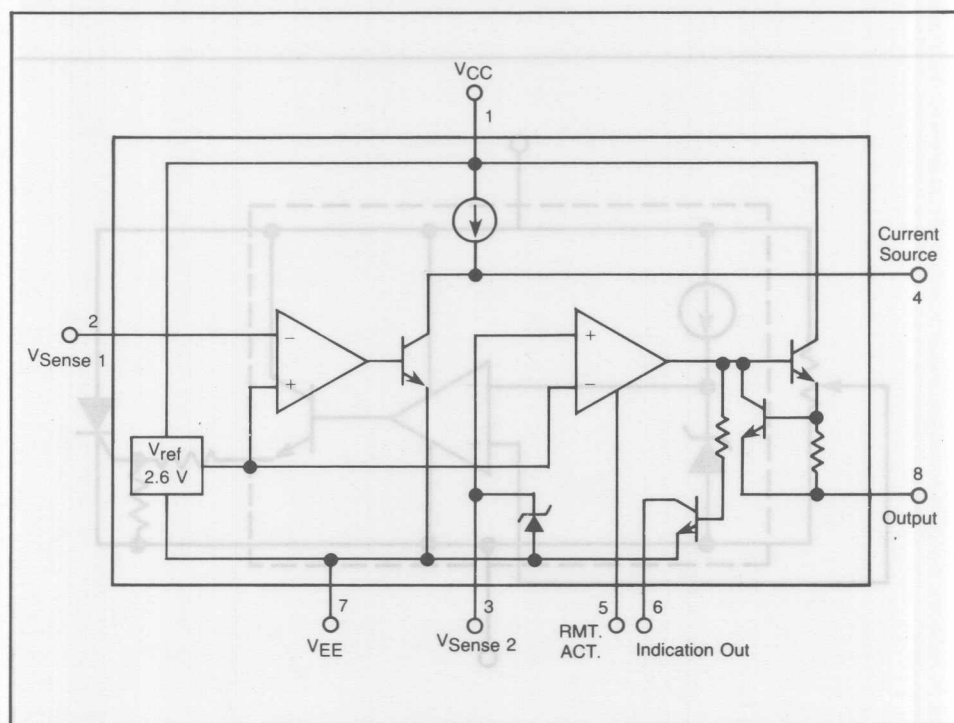 VCC
1
Current
Source
4
2
VSense 1
−
+
+
−
Vref
2.6 V
8
Output
7
VEE
3
VSense 2
5
RMT.
ACT.
6
Indication Out